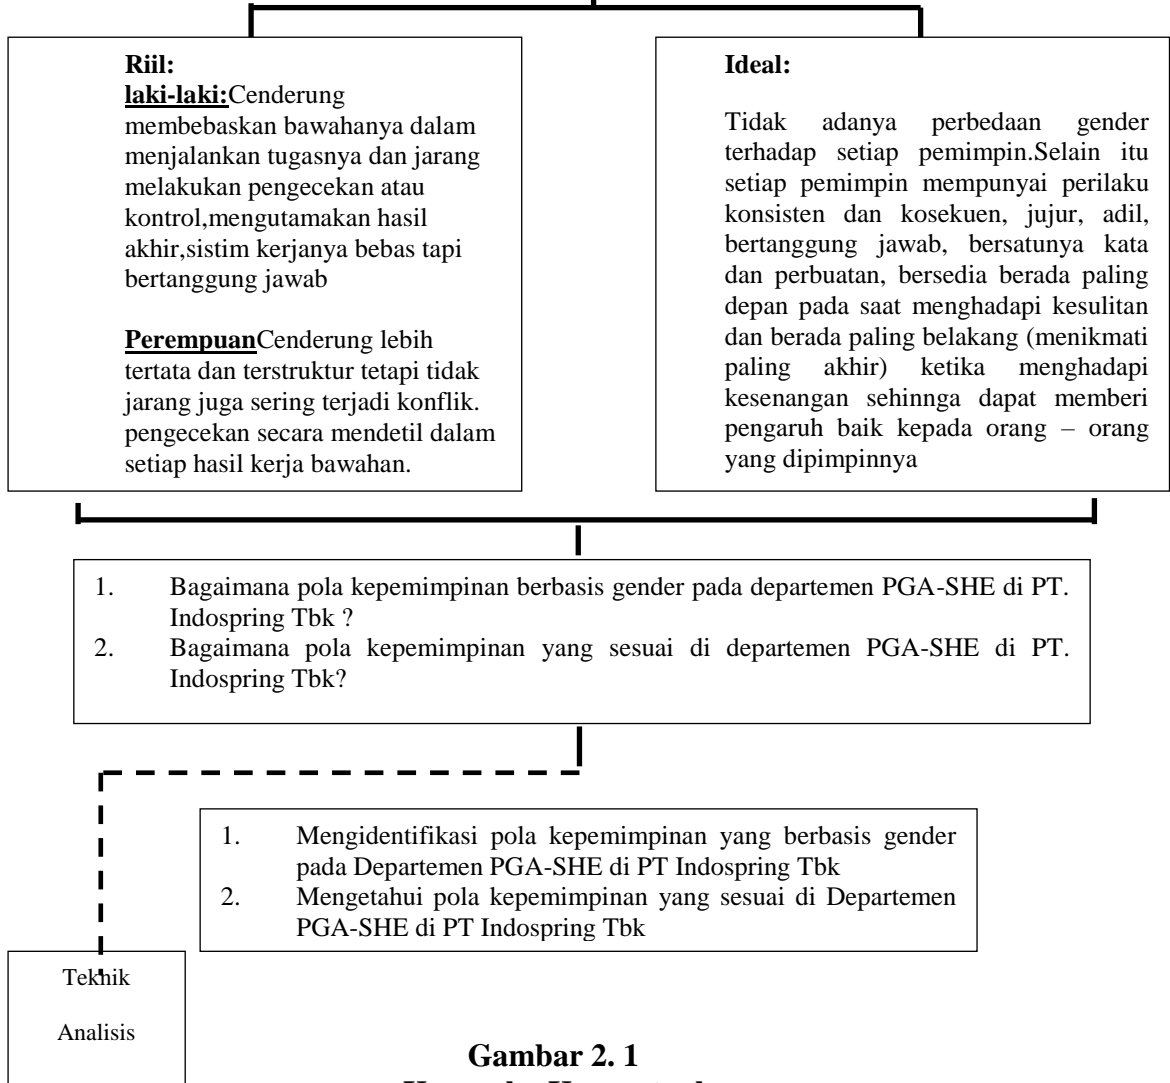 Riil:
laki-laki:Cenderung
membebaskan bawahanya dalam
menjalankan tugasnya dan jarang
melakukan pengecekan atau
kontrol,mengutamakan hasil
akhir,sistim kerjanya bebas tapi
bertanggung jawab
PerempuanCenderung lebih
tertata dan terstruktur tetapi tidak
jarang juga sering terjadi konflik.
pengecekan secara mendetil dalam
setiap hasil kerja bawahan.
Ideal:
Tidak adanya perbedaan gender
terhadap setiap pemimpin.Selain itu
setiap pemimpin mempunyai perilaku
konsisten dan kosekuen, jujur, adil,
bertanggung jawab, bersatunya kata
dan perbuatan, bersedia berada paling
depan pada saat menghadapi kesulitan
dan berada paling belakang (menikmati
paling akhir) ketika menghadapi
kesenangan sehinnga dapat memberi
pengaruh baik kepada orang – orang
yang dipimpinnya
1. Bagaimana pola kepemimpinan berbasis gender pada departemen PGA-SHE di PT.
Indospring Tbk ?
2. Bagaimana pola kepemimpinan yang sesuai di departemen PGA-SHE di PT.
Indospring Tbk?
1. Mengidentifikasi pola kepemimpinan yang berbasis gender
pada Departemen PGA-SHE di PT Indospring Tbk
2. Mengetahui pola kepemimpinan yang sesuai di Departemen
PGA-SHE di PT Indospring Tbk
Teknik
Analisis
Gambar 2. 1